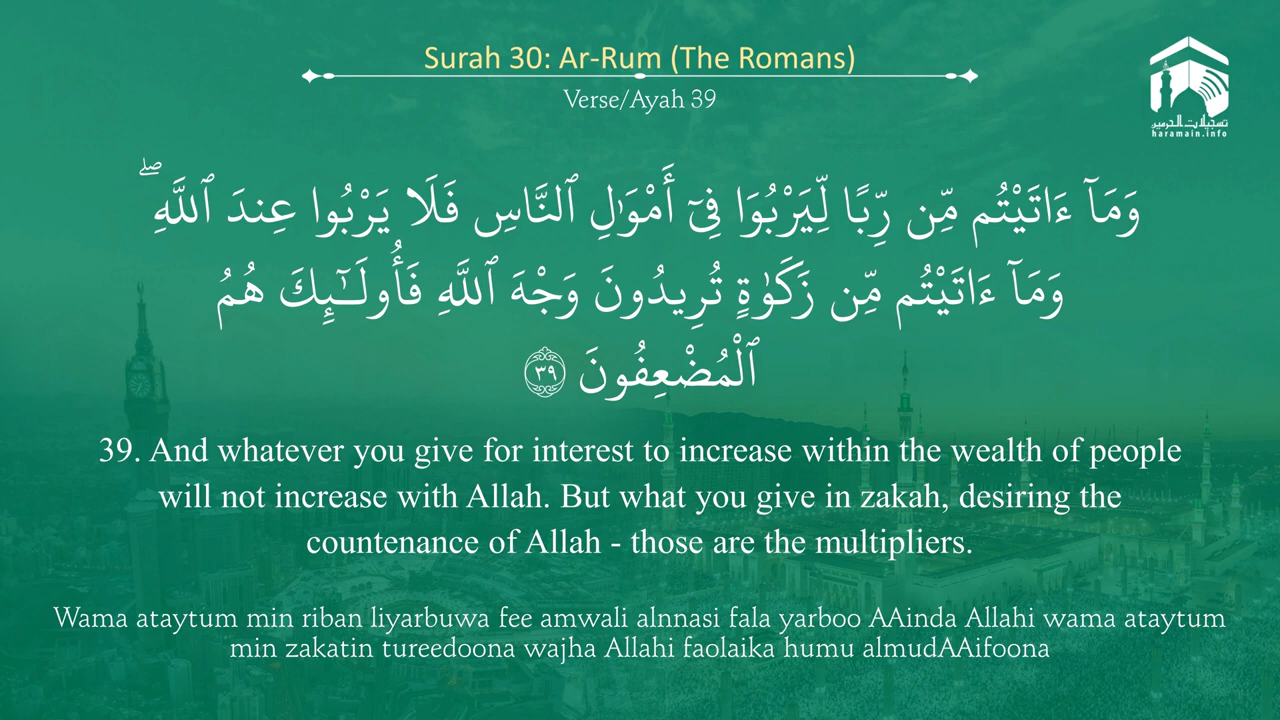 Surah 30: Ar-Rum (The Romans)
Verse/Ayah 39
تسجيلات الحرمين
haramain.info
وَمَآ ءَاتَيْتُم مِّن رِّبًا لِّيَرْبُوَا فِىٓ أَمْوَٰلِ ٱلنَّاسِ فَلَا يَرْبُوا عِندَ ٱللَّهِ ۖ
وَمَآ ءَاتَيْتُم مِّن زَكَوٰةٍ تُرِيدُونَ وَجْهَ ٱللَّهِ فَأُولَـٰٓئِكَ هُمُ
ٱلْمُضْعِفُونَ ٣٩
39. And whatever you give for interest to increase within the wealth of people
will not increase with Allah. But what you give in zakah, desiring the
countenance of Allah - those are the multipliers.
Wama ataytum min riban liyarbuwa fee amwali alnnasi fala yarboo AAinda Allahi wama ataytum
min zakatin tureedoona wajha Allahi faolaika humu almudAAifoona